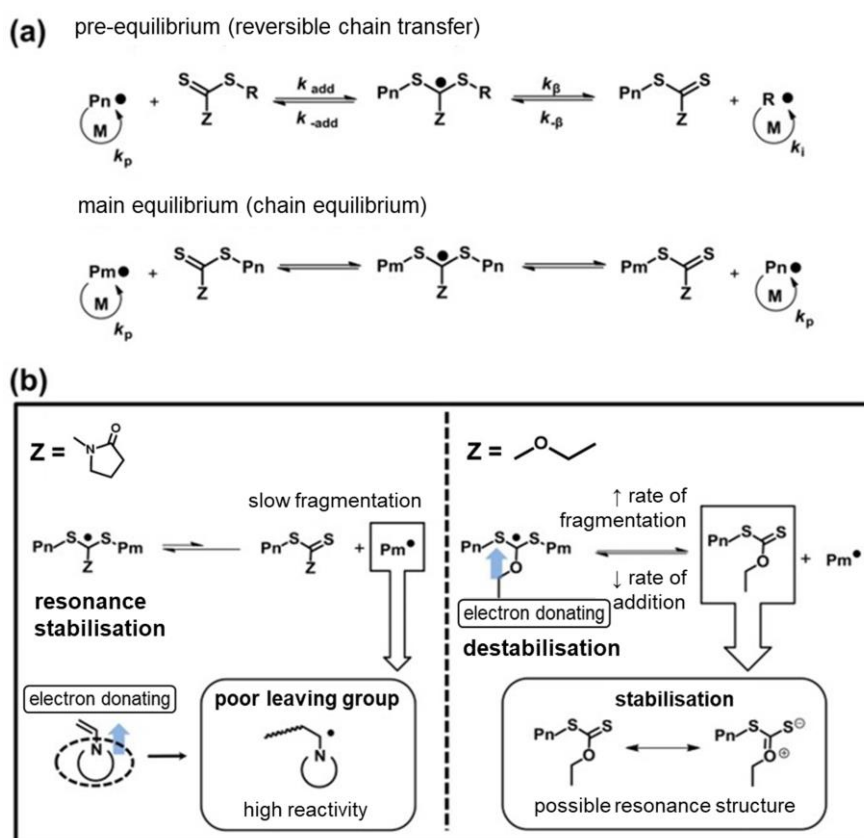 (a) pre-equilibrium (reversible chain transfer)
Pn● + S S R k add k -add Pn S ● S R kβ k-β Pn S S + R ●
M Z Z Z M
kp ki
main equilibrium (chain equilibrium)
Pm● + S S Pn Pm S ● S Pn Pm S S + Pn●
M Z Z Z M
kp kp
(b)
Z = N O
slow fragmentation
Pn S • S Pm Pn S S + Pm•
Z Z
resonance
stabilisation
electron donating
N
poor leaving group
•
N
high reactivity
Z = O
↑ rate of
fragmentation
Pn S • S Pm Pn S S + Pm•
O O
↓ rate of
addition
electron donating
destabilisation
stabilisation
Pn S S Pn S S⊖
O O⊕
possible resonance structure